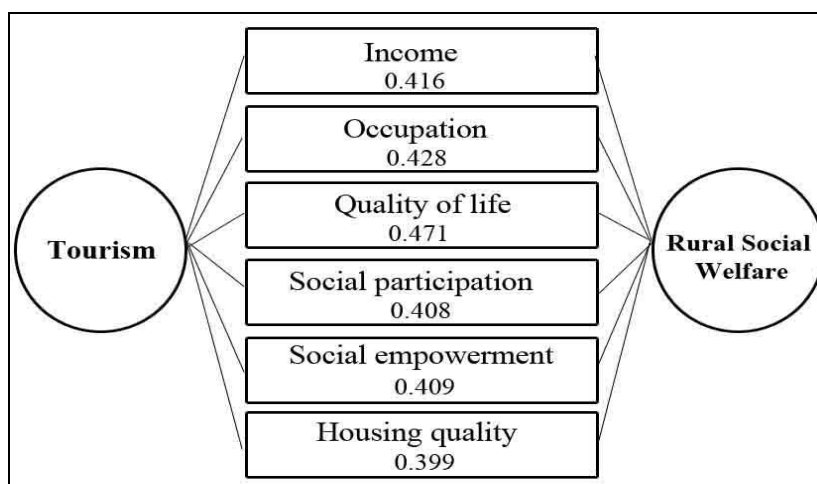 Income
0.416
Occupation
0.428
Quality of life
0.471
Tourism
Rural Social
Welfare
Social participation
0.408
Social empowerment
0.409
Housing quality
0.399